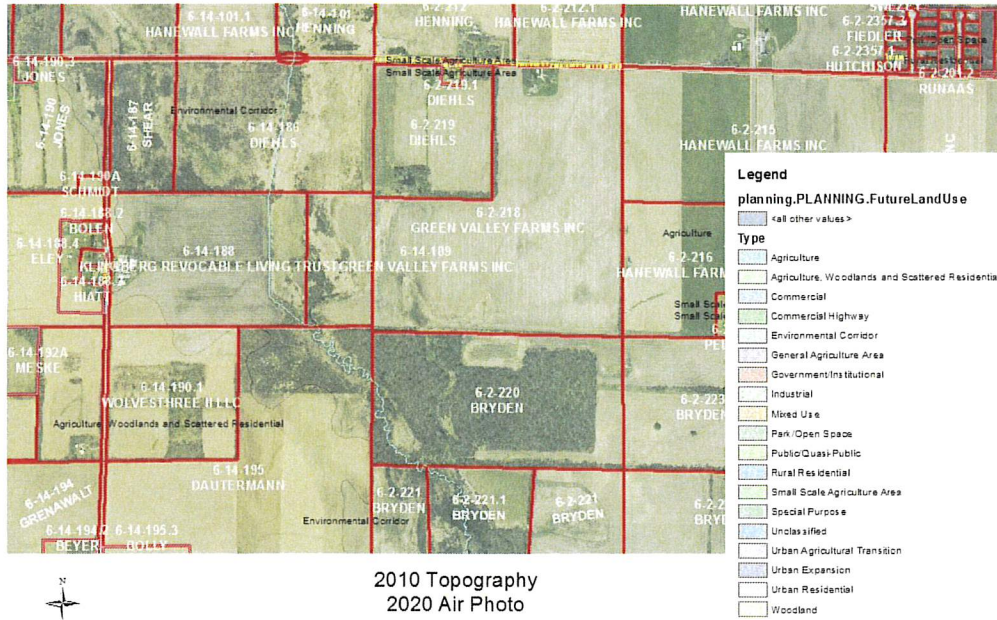 6-14-101.1
HANEWALL FARMS INC
6-14-101
HENNING
6-2-212
HENNING
6-2-212.1
HANEWALL FARMS INC
HANEWALL FARMS INC
6-2-2357.3
FIEDLER
6-2-2357.1
HUTCHISON
6-2-201.2
RUNAAS
6-14-190.3
JONES
Small Scale Agriculture Area
Small Scale Agriculture Area
6-2-219.1
DIEHLS
6-14-190
JONES
6-14-187
SHEAR
Environmental Corridor
6-14-186
DIEHLS
6-2-219
DIEHLS
6-2-215
HANEWALL FARMS INC
6-14-190A
SCHMIDT
6-14-188.2
BOLEN
6-14-188.4
ELEY
HIATT
6-14-188
REVOCABLE LIVING TRUST
6-14-189
GREEN VALLEY FARMS INC
6-2-218
GREEN VALLEY FARMS INC
Agriculture
6-2-216
HANEWALL FARM
Small Scale
Small Scale
6-14-192A
MESKE
6-14-190.1
WOLVESTHREE II LLC
Agriculture, Woodlands and Scattered Residential
6-2-220
BRYDEN
6-2-223
BRYDEN
6-14-195
DAUTERMANN
6-14-194
GRENAWALT
6-14-194.2
BEYER
6-14-195.3
Environmental Corridor
6-2-221
BRYDEN
6-2-221.1
BRYDEN
6-2-221
BRYDEN
6-2-2
BRYD
Legend
planning.PLANNING.FutureLandUse
<all other values>
Type
Agriculture
Agriculture, Woodlands and Scattered Residentia
Commercial
Commercial Highway
Environmental Corridor
General Agriculture Area
Government/Institutional
Industrial
Mixed Use
Park/Open Space
Public/Quasi-Public
Rural Residential
Small Scale Agriculture Area
Special Purpose
Unclassified
Urban Agricultural Transition
Urban Expansion
Urban Residential
Woodland
N
2010 Topography
2020 Air Photo